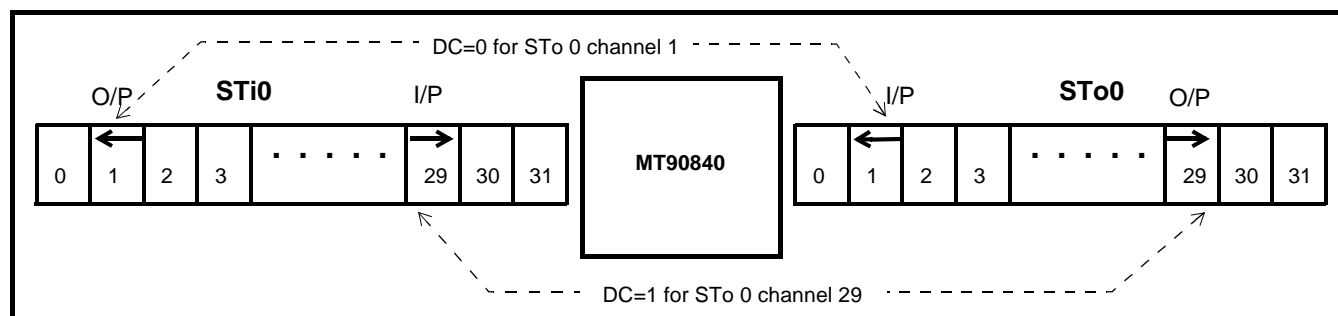 DC=0 for STo 0 channel 1
O/P STi0 I/P I/P STo0 O/P
0 1 2 3 . . . . . 29 30 31 MT90840 0 1 2 3 . . . . . 29 30 31
DC=1 for STo 0 channel 29